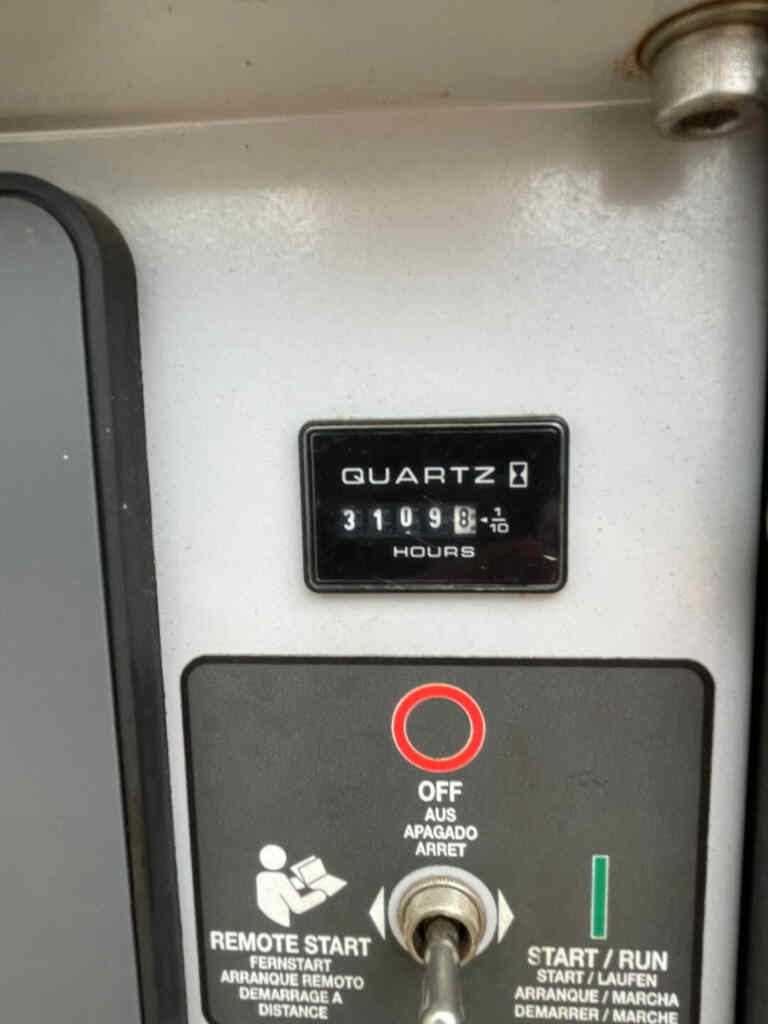 QUARTZ
31098 1/10
HOURS
OFF
AUS
APAGADO
ARRET
REMOTE START
FERNSTART
ARRANQUE REMOTO
DEMARRAGE A
DISTANCE
START / RUN
START / LAUFEN
ARRANQUE / MARCHA
DEMARRER / MARCHE